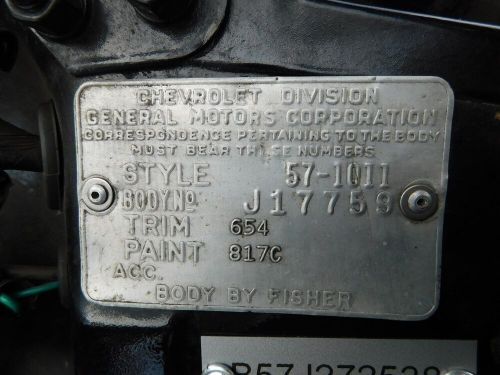 CHEVROLET DIVISION
GENERAL MOTORS CORPORATION
CORRESPONDENCE PERTAINING TO THE BODY
MUST BEAR THESE NUMBERS
STYLE 57-1011
BODY.No J17759
TRIM 654
PAINT 817C
ACC.
BODY BY FISHER